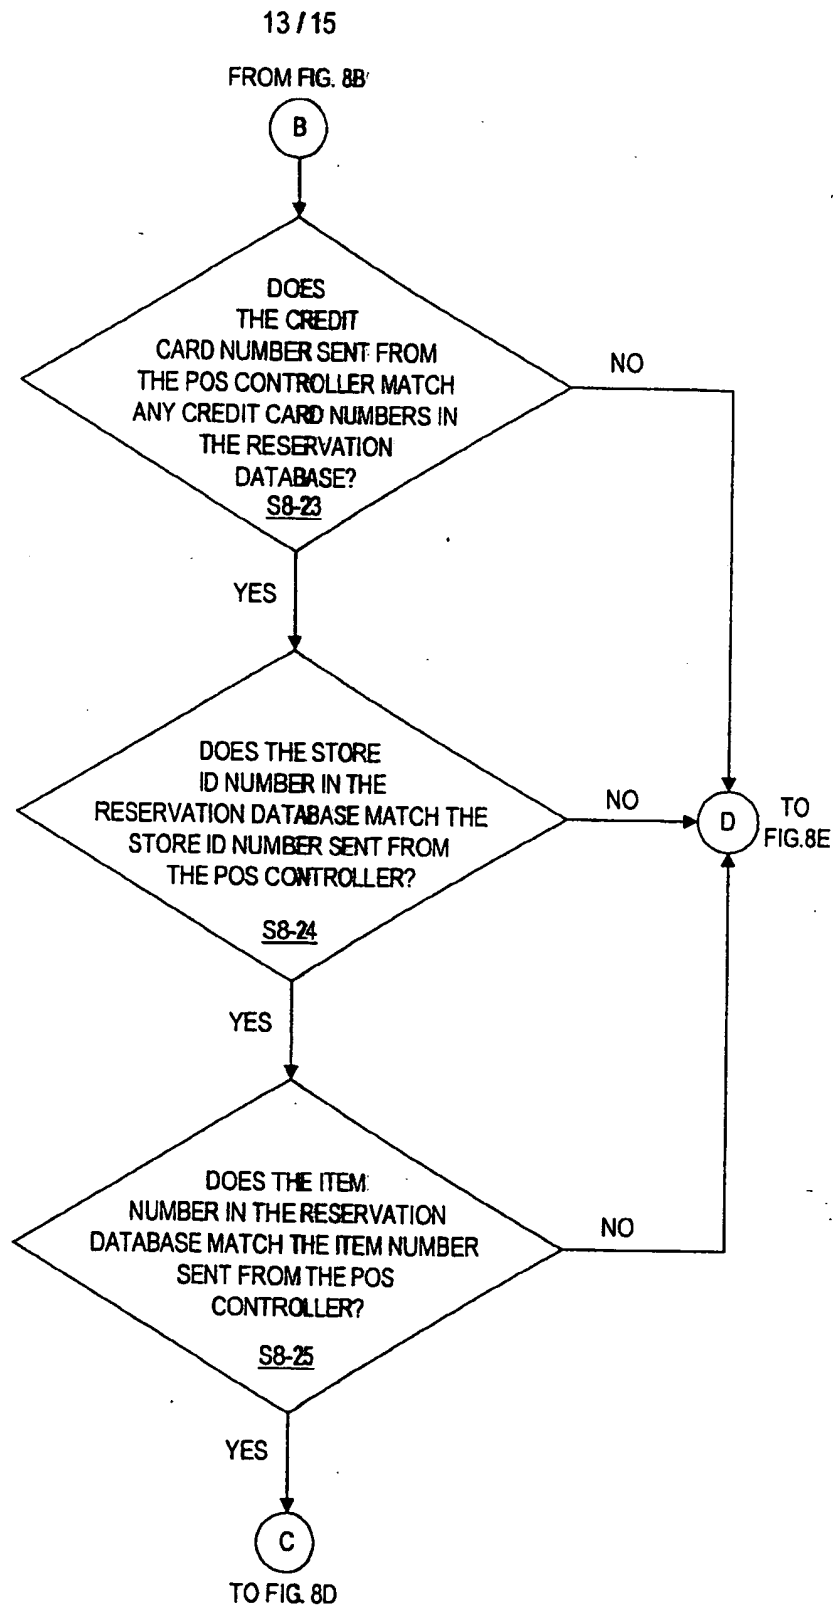 13/15
FROM FIG. 8B
B
DOES
THE CREDIT
CARD NUMBER SENT FROM
THE POS CONTROLLER MATCH
ANY CREDIT CARD NUMBERS IN
THE RESERVATION
DATABASE?
S8-23
NO
YES
DOES THE STORE
ID NUMBER IN THE
RESERVATION DATABASE MATCH THE
STORE ID NUMBER SENT FROM
THE POS CONTROLLER?
S8-24
NO
D
TO
FIG.8E
YES
DOES THE ITEM
NUMBER IN THE RESERVATION
DATABASE MATCH THE ITEM NUMBER
SENT FROM THE POS
CONTROLLER?
S8-25
NO
YES
C
TO FIG. 8D